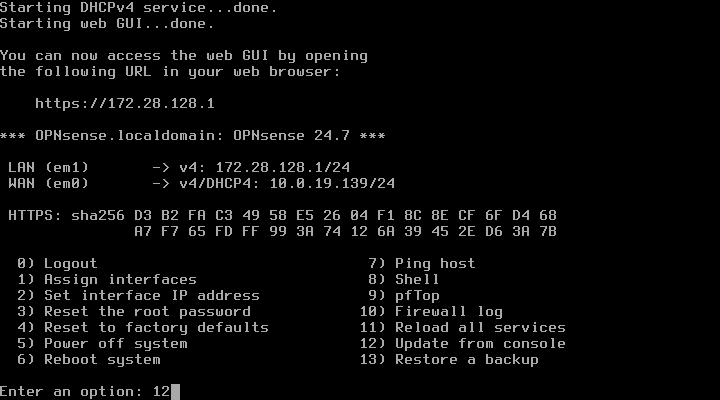 Starting DHCPv4 service...done.
Starting web GUI...done.
You can now access the web GUI by opening
the following URL in your web browser:
https://172.28.128.1
*** OPNsense.localdomain: OPNsense 24.7 ***
LAN (em1) -> v4: 172.28.128.1/24
WAN (em0) -> v4/DHCP4: 10.0.19.139/24
HTTPS: sha256 D3 B2 FA C3 49 58 E5 26 04 F1 8C 8E CF 6F D4 68
A7 F7 65 FD FF 99 3A 74 12 6A 39 45 2E D6 3A 7B
0) Logout 7) Ping host
1) Assign interfaces 8) Shell
2) Set interface IP address 9) pfTop
3) Reset the root password 10) Firewall log
4) Reset to factory defaults 11) Reload all services
5) Power off system 12) Update from console
6) Reboot system 13) Restore a backup
Enter an option: 12